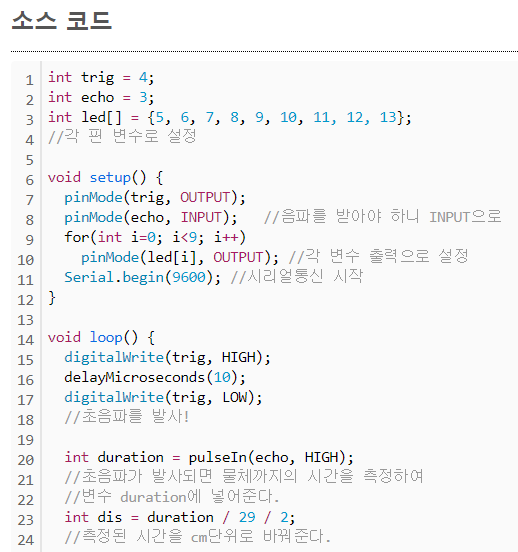 소스 코드
1 int trig = 4;
2 int echo = 3;
3 int led[] = {5, 6, 7, 8, 9, 10, 11, 12, 13};
4 //각 핀 변수로 설정
5
6 void setup() {
7   pinMode(trig, OUTPUT);
8   pinMode(echo, INPUT);   //음파를 받아야 하니 INPUT으로
9   for(int i=0; i<9; i++)
10     pinMode(led[i], OUTPUT); //각 변수 출력으로 설정
11   Serial.begin(9600); //시리얼통신 시작
12 }
13
14 void loop() {
15   digitalWrite(trig, HIGH);
16   delayMicroseconds(10);
17   digitalWrite(trig, LOW);
18   //초음파를 발사!
19
20   int duration = pulseIn(echo, HIGH);
21   //초음파가 발사되면 물체까지의 시간을 측정하여
22   //변수 duration에 넣어준다.
23   int dis = duration / 29 / 2;
24   //측정된 시간을 cm단위로 바꿔준다.